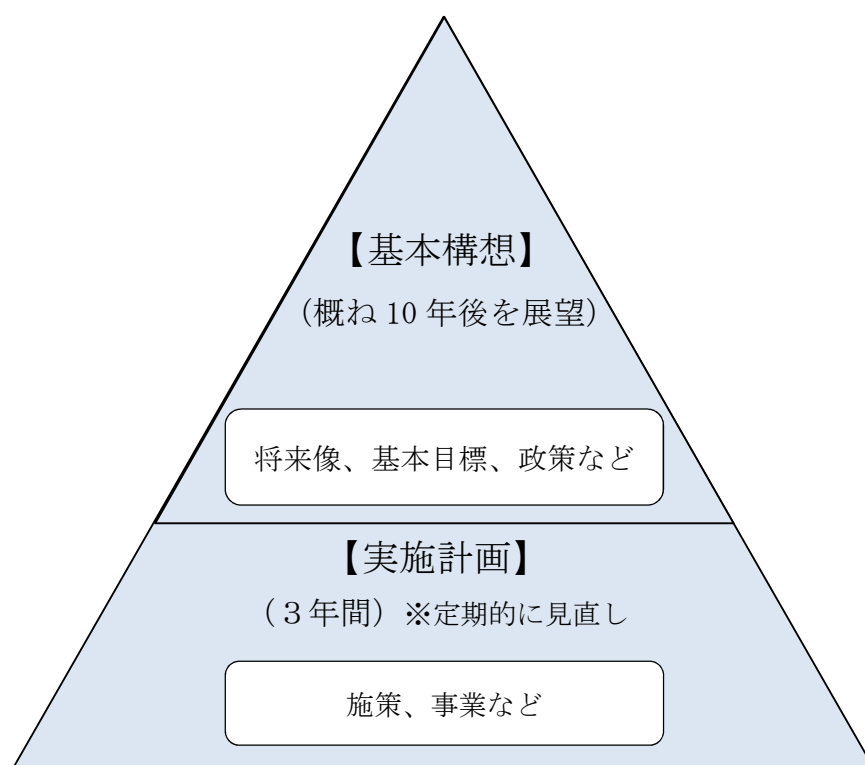 【基本構想】
（概ね 10 年後を展望）
将来像、基本目標、政策など
【実施計画】
（３年間）※定期的に見直し
施策、事業など